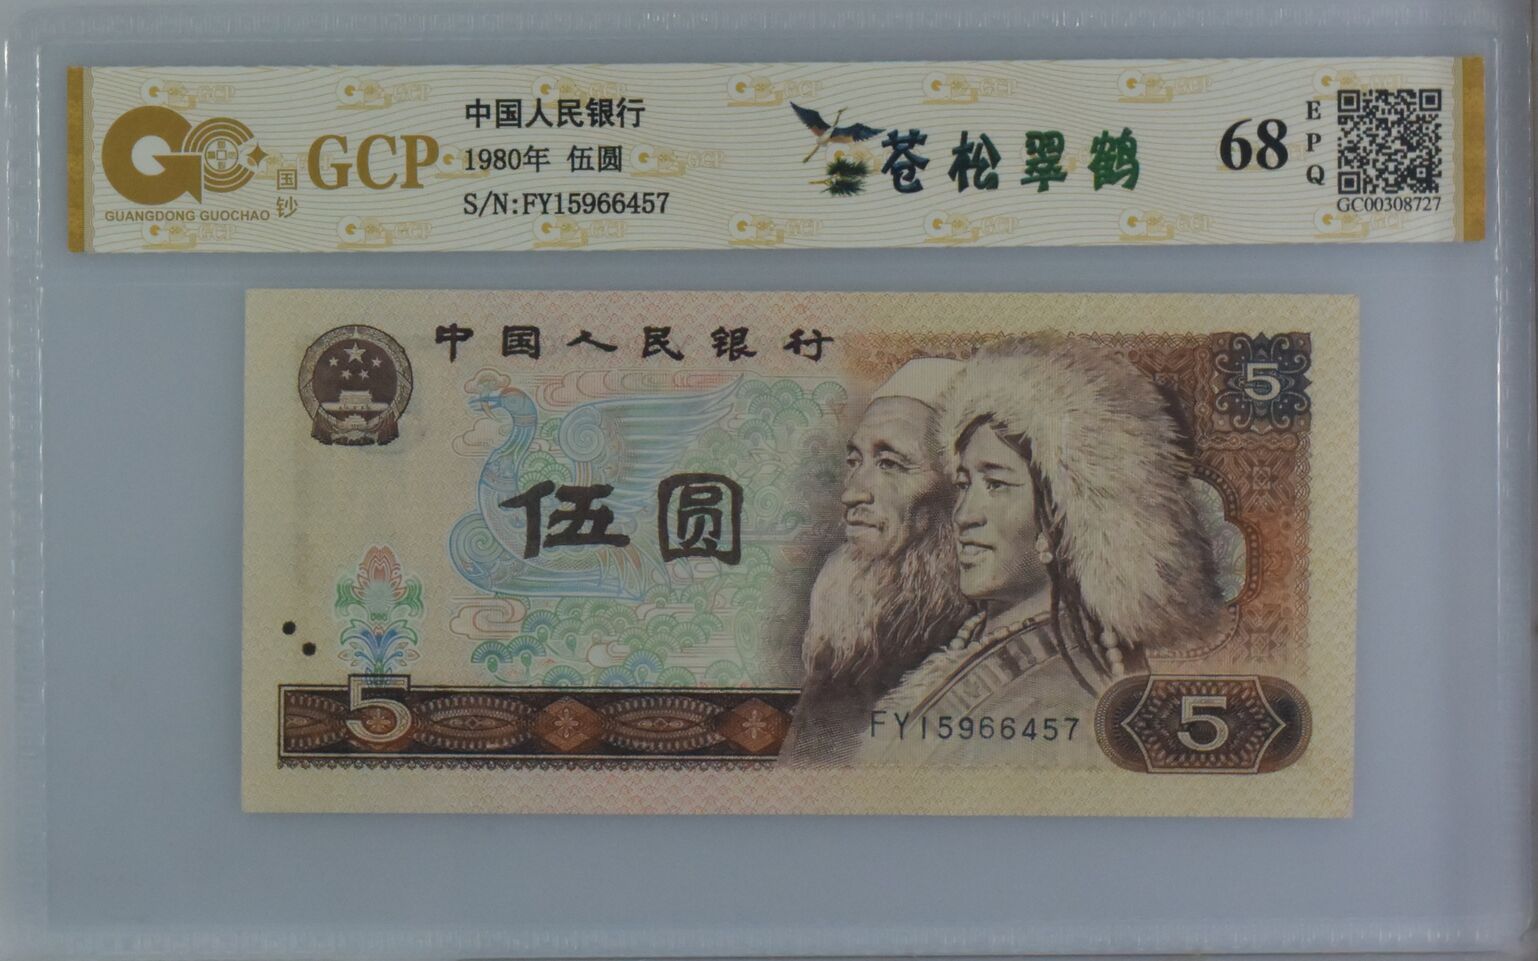 GUANGDONG GUOCHAO
国钞
GCP
中国人民银行
1980年 伍圆
S/N:FY15966457
苍松翠鹤
68
EPQ
GC00308727
中国人民银行
5
伍圆
5
FY15966457
5